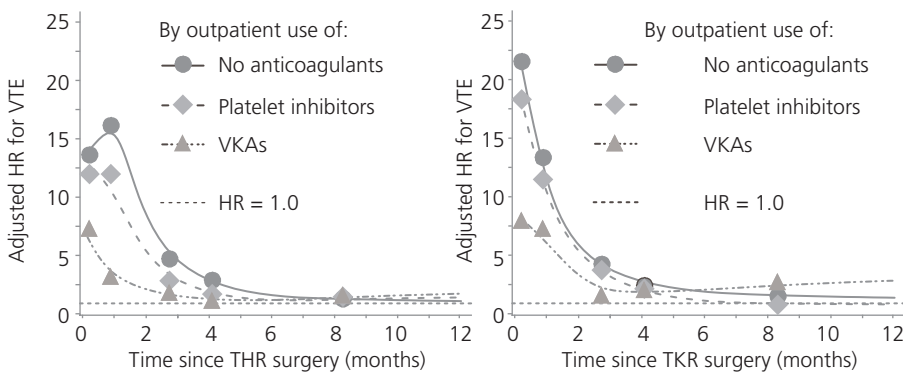 Adjusted HR for VTE
25
20
15
10
5
0
By outpatient use of:
No anticoagulants
Platelet inhibitors
VKAs
HR = 1.0
0 2 4 6 8 10 12
Time since THR surgery (months)
Adjusted HR for VTE
25
20
15
10
5
0
By outpatient use of:
No anticoagulants
Platelet inhibitors
VKAs
HR = 1.0
0 2 4 6 8 10 12
Time since TKR surgery (months)